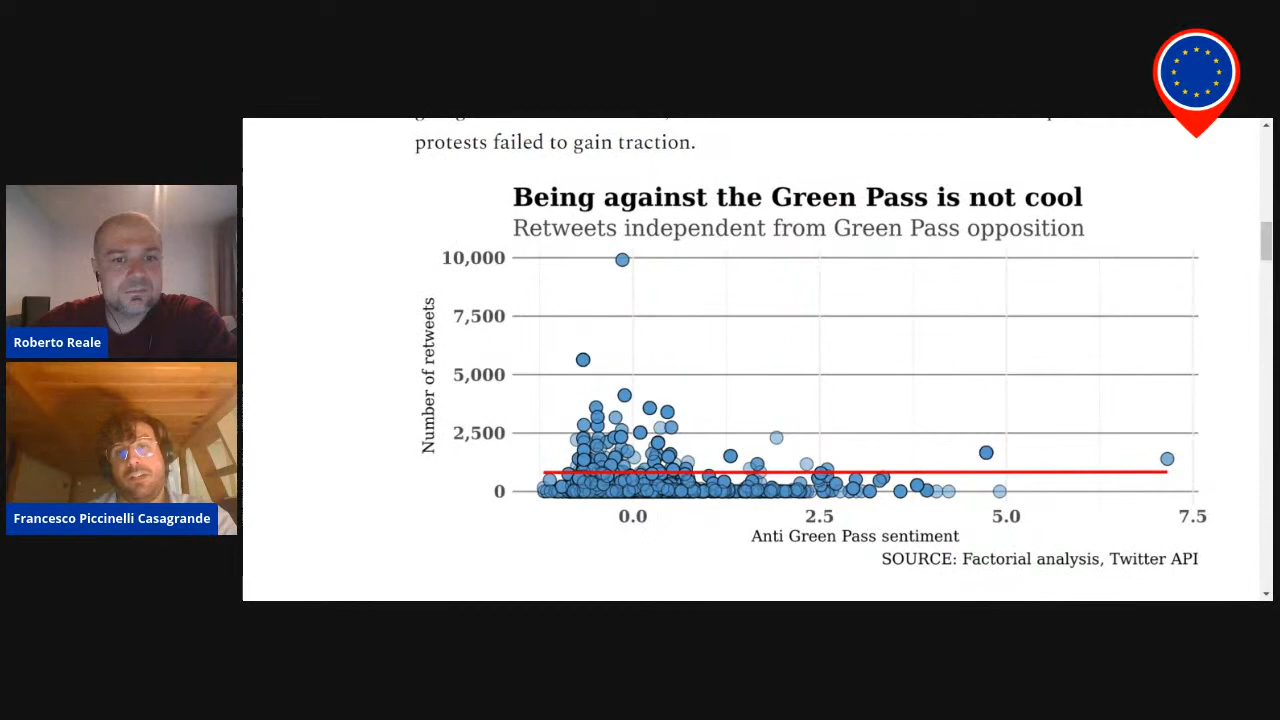 protests failed to gain traction.
Being against the Green Pass is not cool
Retweets independent from Green Pass opposition
10,000
7,500
5,000
2,500
0
Number of retweets
0.0 2.5 5.0 7.5
Anti Green Pass sentiment
SOURCE: Factorial analysis, Twitter API
Roberto Reale
Francesco Piccinelli Casagrande